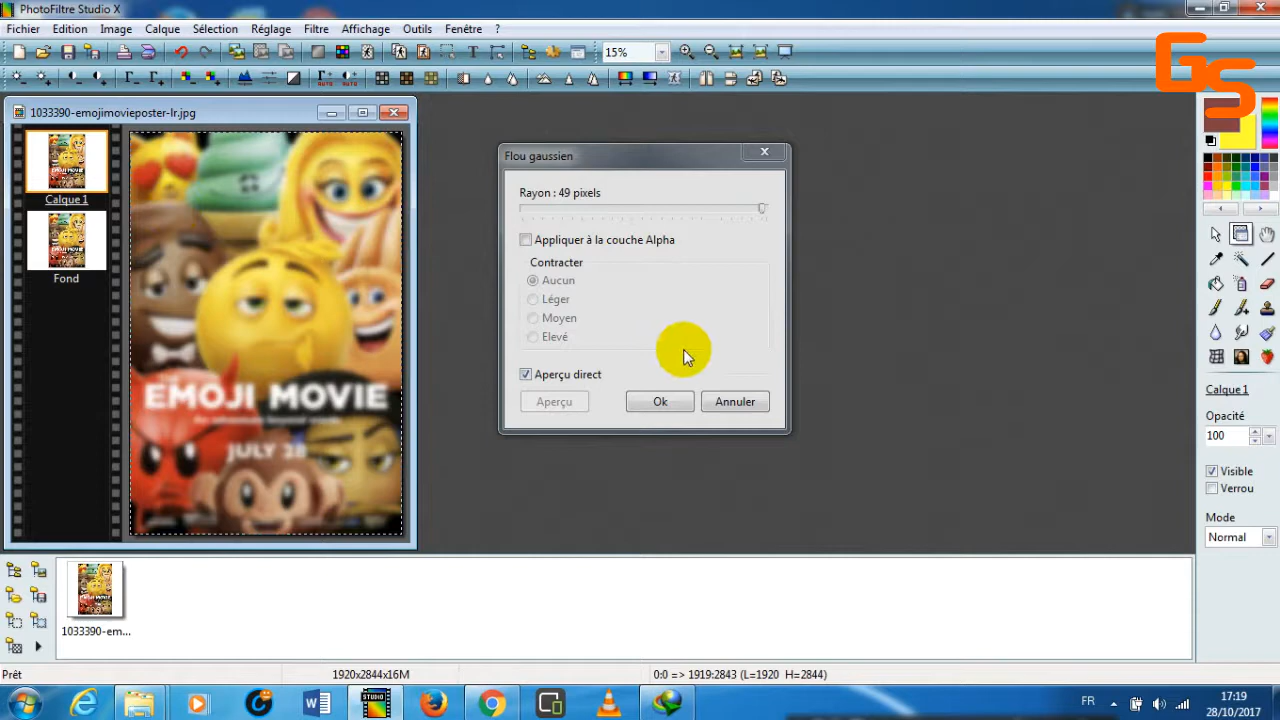 PhotoFiltre Studio X
Fichier Edition Image Calque Sélection Réglage Filtre Affichage Outils Fenêtre ?
15%
GS
1033390-emojimovieposter-lr.jpg
Calque 1
Fond
EMOJI MOVIE
JULY 28
Flou gaussien
Rayon : 49 pixels
Appliquer à la couche Alpha
Contracter
Aucun
Léger
Moyen
Elevé
Aperçu direct
Aperçu Ok Annuler
Calque 1
Opacité
100
Visible
Verrou
Mode
Normal
1033390-em...
Prêt 1920x2844x16M 0:0 => 1919:2843 (L=1920 H=2844)
STUDIO
FR 17:19
28/10/2017